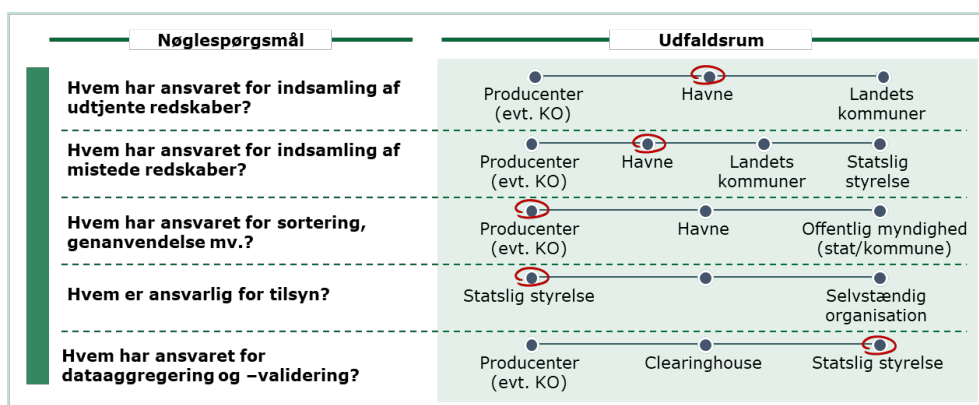 Nøglespørgsmål
Udfaldsrum
Hvem har ansvaret for indsamling af
udtjente redskaber?
Producenter
(evt. KO)
Havne
Landets
kommuner
Hvem har ansvaret for indsamling af
mistede redskaber?
Producenter
(evt. KO)
Havne
Landets
kommuner
Statslig
styrelse
Hvem har ansvaret for sortering,
genanvendelse mv.?
Producenter
(evt. KO)
Havne
Offentlig myndighed
(stat/kommune)
Hvem er ansvarlig for tilsyn?
Statslig styrelse
Selvstændig
organisation
Hvem har ansvaret for
dataaggregering og –validering?
Producenter
(evt. KO)
Clearinghouse
Statslig styrelse